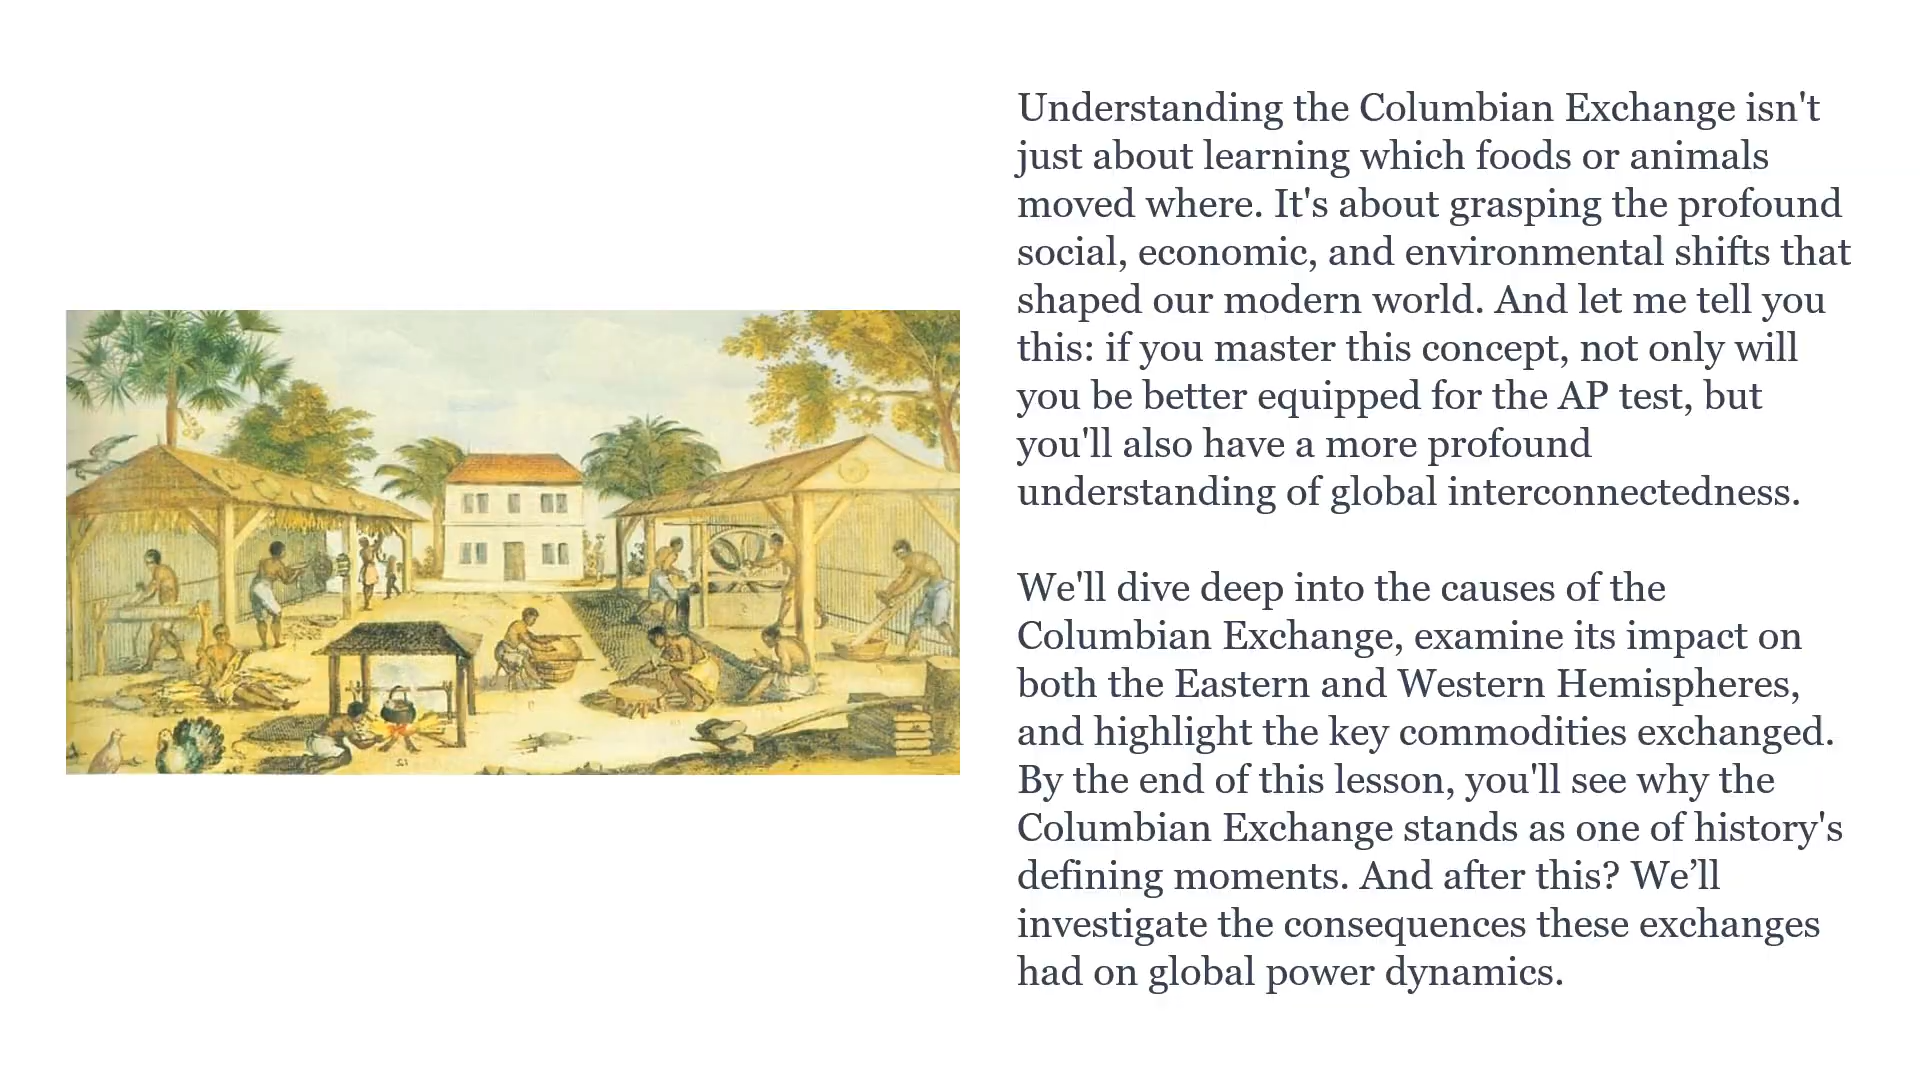 Understanding the Columbian Exchange isn't
just about learning which foods or animals
moved where. It's about grasping the profound
social, economic, and environmental shifts that
shaped our modern world. And let me tell you
this: if you master this concept, not only will
you be better equipped for the AP test, but
you'll also have a more profound
understanding of global interconnectedness.
We'll dive deep into the causes of the
Columbian Exchange, examine its impact on
both the Eastern and Western Hemispheres,
and highlight the key commodities exchanged.
By the end of this lesson, you'll see why the
Columbian Exchange stands as one of history's
defining moments. And after this? We’ll
investigate the consequences these exchanges
had on global power dynamics.